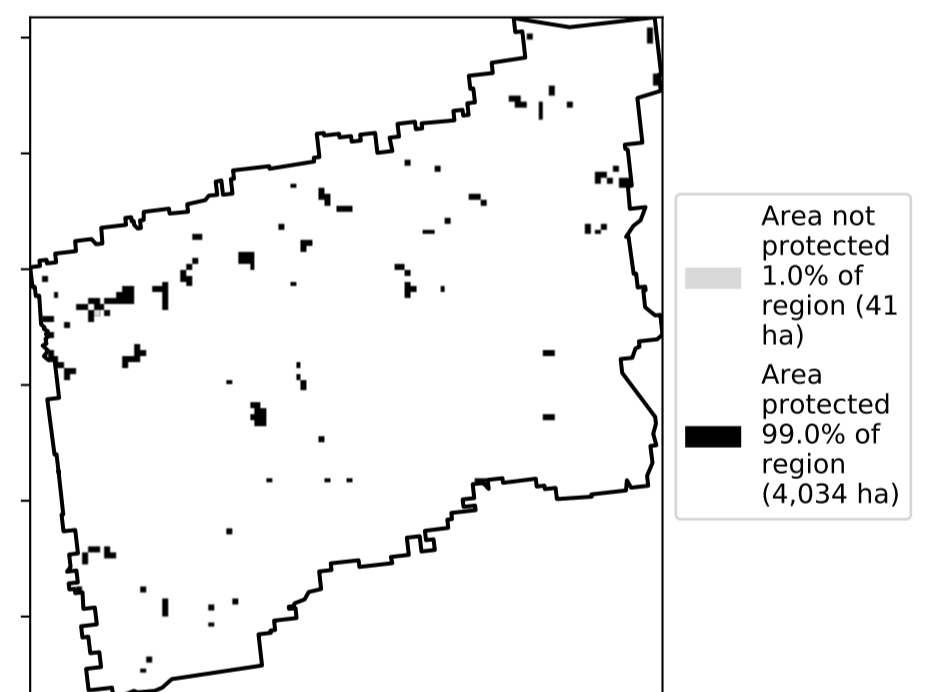 Area not
protected
1.0% of
region (41
ha)
Area
protected
99.0% of
region
(4,034 ha)